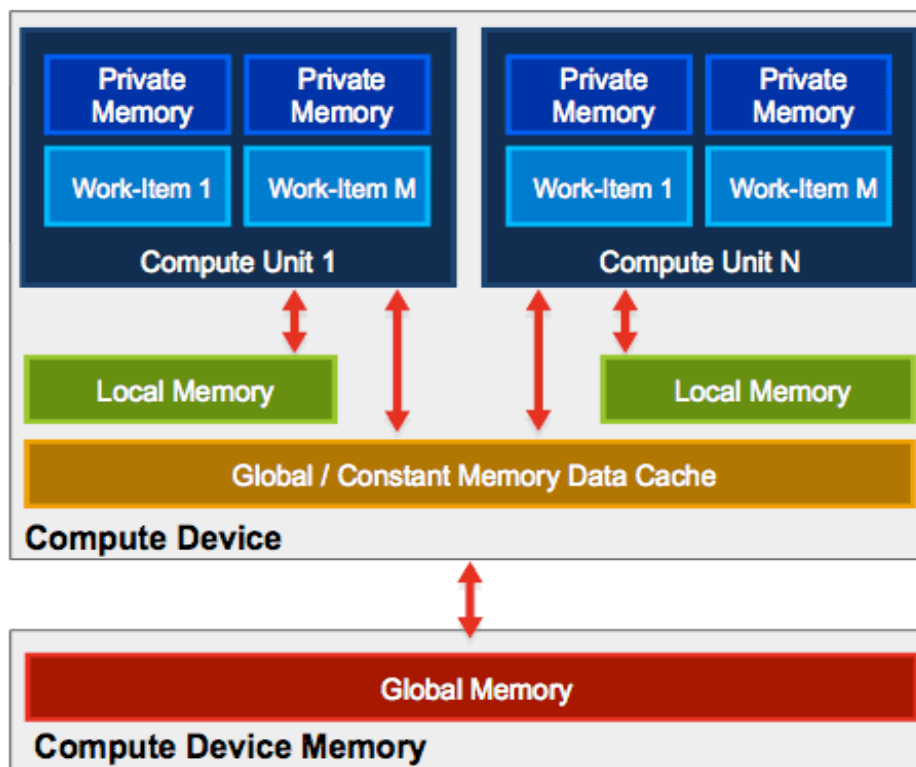 Private Memory
Private Memory
Private Memory
Private Memory
Work-Item 1
Work-Item M
Work-Item 1
Work-Item M
Compute Unit 1
Compute Unit N
Local Memory
Local Memory
Global / Constant Memory Data Cache
Compute Device
Global Memory
Compute Device Memory